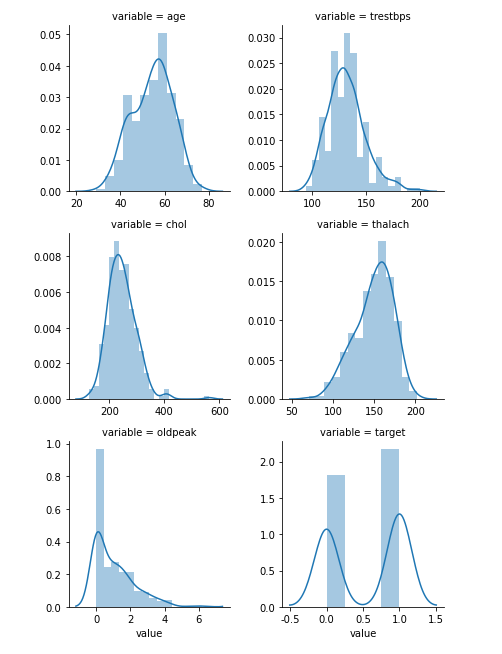 variable = age
variable = trestbps
0.05
0.04
0.03
0.02
0.01
0.00
20 40 60 80
0.030
0.025
0.020
0.015
0.010
0.005
0.000
100 150 200
variable = chol
variable = thalach
0.008
0.006
0.004
0.002
0.000
200 400 600
0.020
0.015
0.010
0.005
0.000
50 100 150 200
variable = oldpeak
variable = target
1.0
0.8
0.6
0.4
0.2
0.0
0 2 4 6
value
2.0
1.5
1.0
0.5
0.0
-0.5 0.0 0.5 1.0 1.5
value